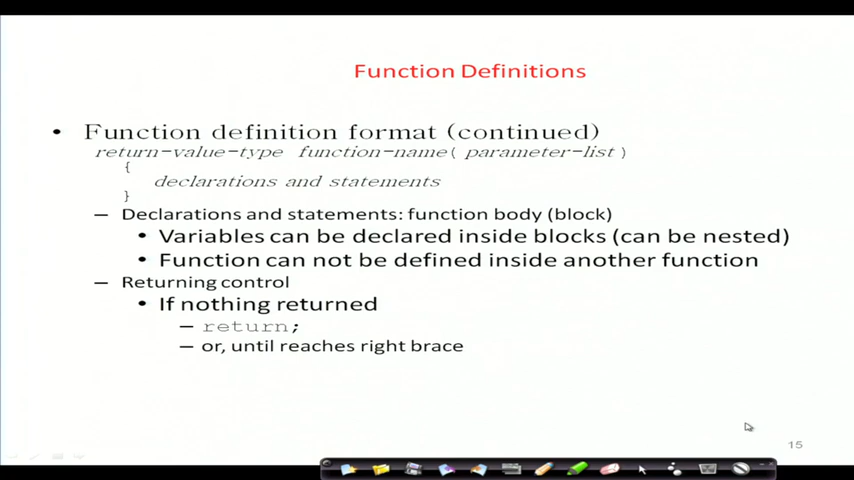 Function Definitions
• Function definition format (continued)
return-value-type function-name( parameter-list )
{
declarations and statements
}
– Declarations and statements: function body (block)
• Variables can be declared inside blocks (can be nested)
• Function can not be defined inside another function
– Returning control
• If nothing returned
– return;
– or, until reaches right brace
15